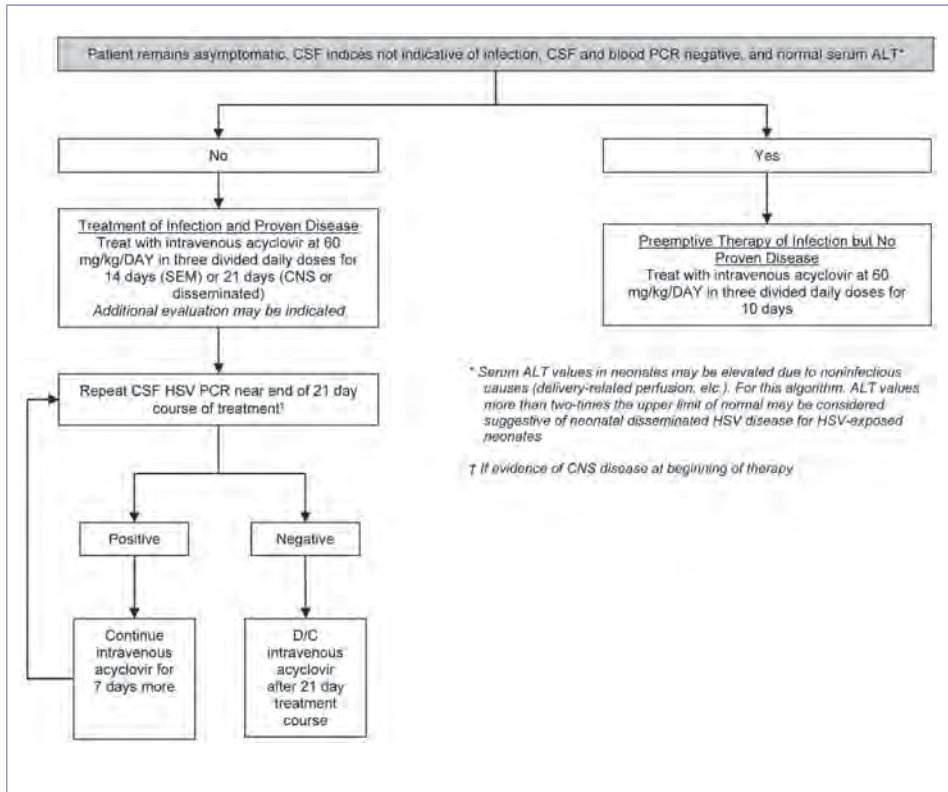 Patient remains asymptomatic, CSF indices not indicative of infection, CSF and blood PCR negative, and normal serum ALT*
No
Yes
Treatment of Infection and Proven Disease
Treat with intravenous acyclovir at 60
mg/kg/DAY in three divided daily doses for
14 days (SEM) or 21 days (CNS or
disseminated)
Additional evaluation may be indicated
Preemptive Therapy of Infection but No
Proven Disease
Treat with intravenous acyclovir at 60
mg/kg/DAY in three divided daily doses for
10 days
Repeat CSF HSV PCR near end of 21 day
course of treatment†
* Serum ALT values in neonates may be elevated due to noninfectious
causes (delivery-related perfusion, etc.). For this algorithm, ALT values
more than two-times the upper limit of normal may be considered
suggestive of neonatal disseminated HSV disease for HSV-exposed
neonates
† If evidence of CNS disease at beginning of therapy
Positive
Negative
Continue
intravenous
acyclovir for
7 days more
D/C
intravenous
acyclovir
after 21 day
treatment
course